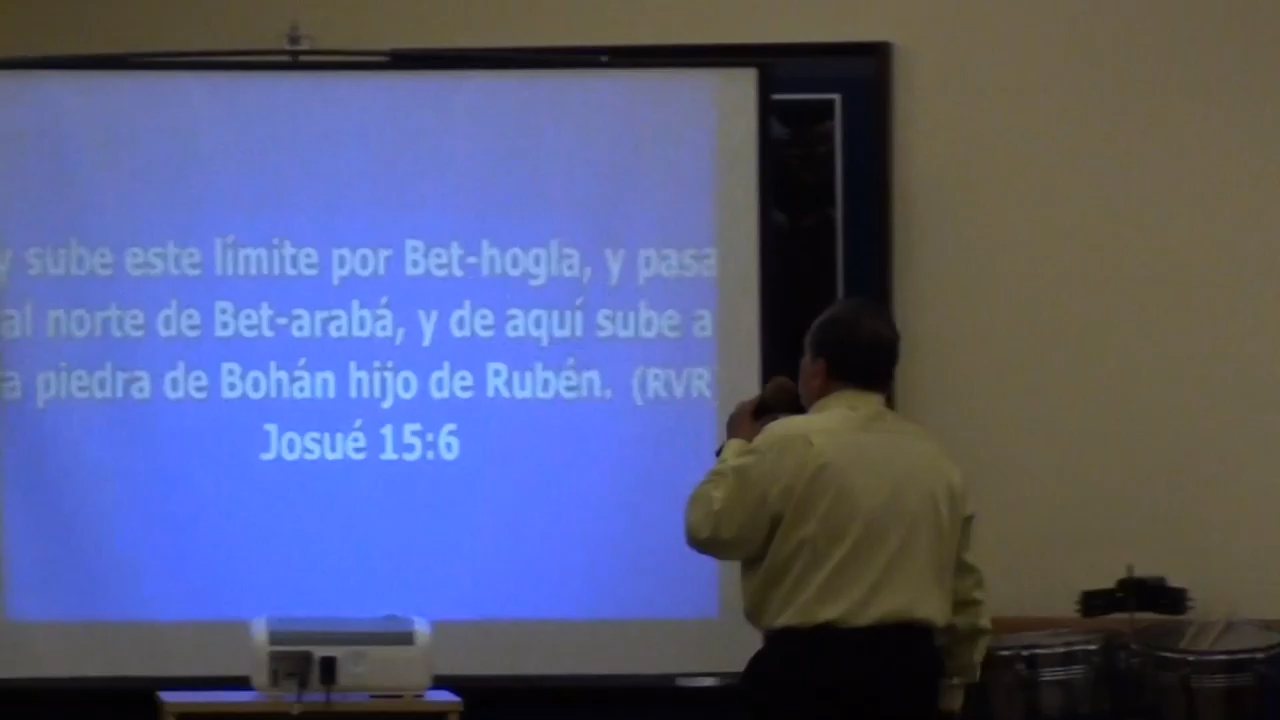 y sube este límite por Bet-hogla, y pasa
al norte de Bet-arabá, y de aquí sube a
a piedra de Bohán hijo de Rubén. (RVR
Josué 15:6